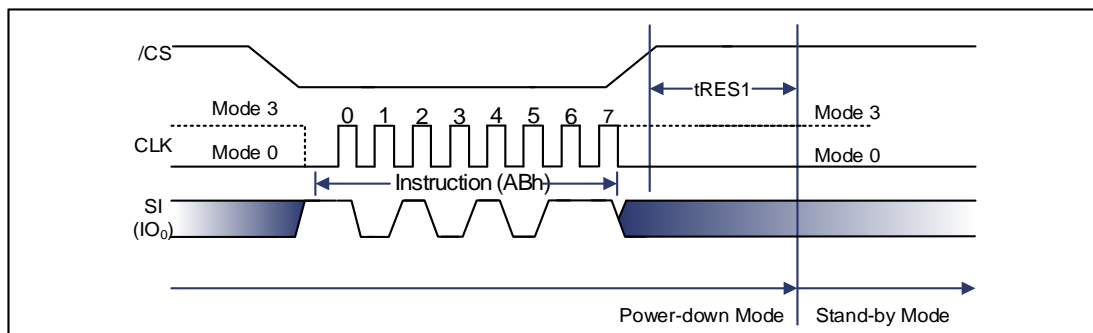 /CS
tRES1
Mode 3
0 1 2 3 4 5 6 7
Mode 3
CLK
Mode 0
Mode 0
Instruction (ABh)
SI
(IO₀)
Power-down Mode
Stand-by Mode